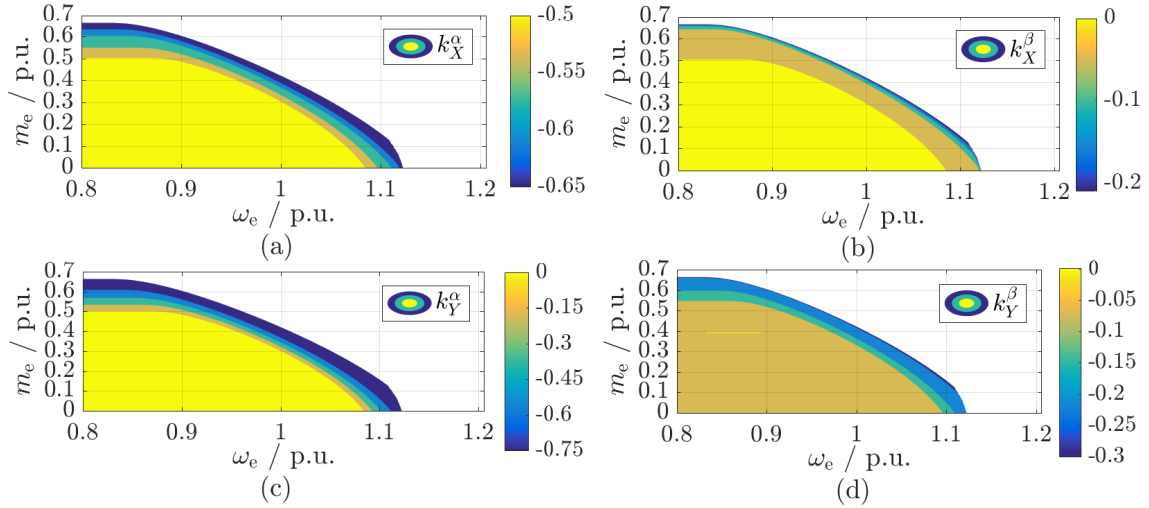 0.7
0.6
0.5
0.4
0.3
0.2
0.1
0
m_e / p.u.
0.8 0.9 1 1.1 1.2
ω_e / p.u.
k_X^α
-0.5
-0.55
-0.6
-0.65
(a)
0.7
0.6
0.5
0.4
0.3
0.2
0.1
0
m_e / p.u.
0.8 0.9 1 1.1 1.2
ω_e / p.u.
k_X^β
0
-0.1
-0.2
(b)
0.7
0.6
0.5
0.4
0.3
0.2
0.1
0
m_e / p.u.
0.8 0.9 1 1.1 1.2
ω_e / p.u.
k_Y^α
0
-0.15
-0.3
-0.45
-0.6
-0.75
(c)
0.7
0.6
0.5
0.4
0.3
0.2
0.1
0
m_e / p.u.
0.8 0.9 1 1.1 1.2
ω_e / p.u.
k_Y^β
0
-0.05
-0.1
-0.15
-0.2
-0.25
-0.3
(d)